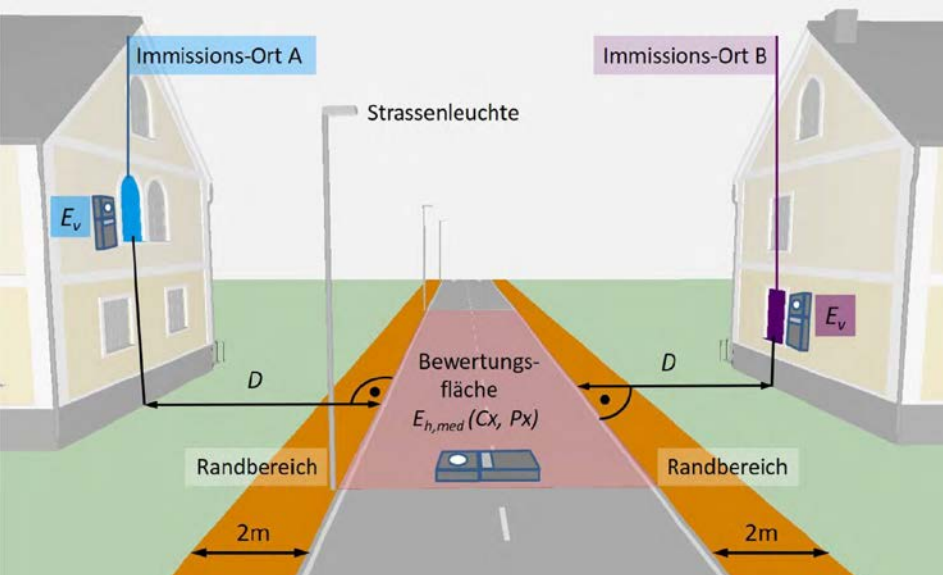 Immissions-Ort A
Immissions-Ort B
Strassenleuchte
Ev
Ev
D
D
Bewertungs-
fläche
Eh,med (Cx, Px)
Randbereich
Randbereich
2m
2m